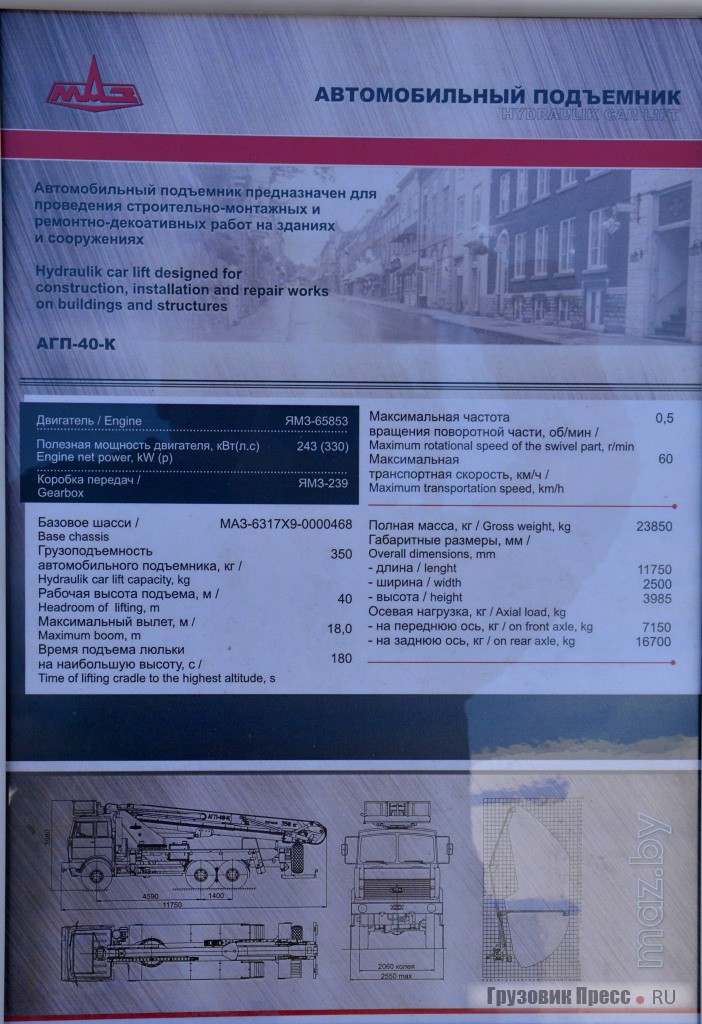 МАЗ
АВТОМОБИЛЬНЫЙ ПОДЪЕМНИК
HYDRAULIK CAR LIFT
Автомобильный подъемник предназначен для
проведения строительно-монтажных и
ремонтно-декоативных работ на зданиях
и сооружениях
Hydraulik car lift designed for
construction, installation and repair works
on buildings and structures
АГП-40-К
Двигатель / Engine ЯМЗ-65853
Полезная мощность двигателя, кВт(л.с) 243 (330)
Engine net power, kW (p)
Коробка передач / ЯМЗ-239
Gearbox
Базовое шасси / МАЗ-6317Х9-0000468
Base chassis
Грузоподъемность 350
автомобильного подъемника, кг /
Hydraulik car lift capacity, kg
Рабочая высота подъема, м / 40
Headroom of lifting, m
Максимальный вылет, м / 18,0
Maximum boom, m
Время подъема люльки 180
на наибольшую высоту, с /
Time of lifting cradle to the highest altitude, s
Максимальная частота 0,5
вращения поворотной части, об/мин /
Maximum rotational speed of the swivel part, r/min
Максимальная 60
транспортная скорость, км/ч /
Maximum transportation speed, km/h
Полная масса, кг / Gross weight, kg 23850
Габаритные размеры, мм /
Overall dimensions, mm
- длина / lenght 11750
- ширина / width 2500
- высота / height 3985
Осевая нагрузка, кг / Axial load, kg
- на переднюю ось, кг / on front axle, kg 7150
- на заднюю ось, кг / on rear axle, kg 16700
АГП-40-К
4590
1400
11750
2060 колея
2550 max
maz.by
Грузовик Пресс.RU